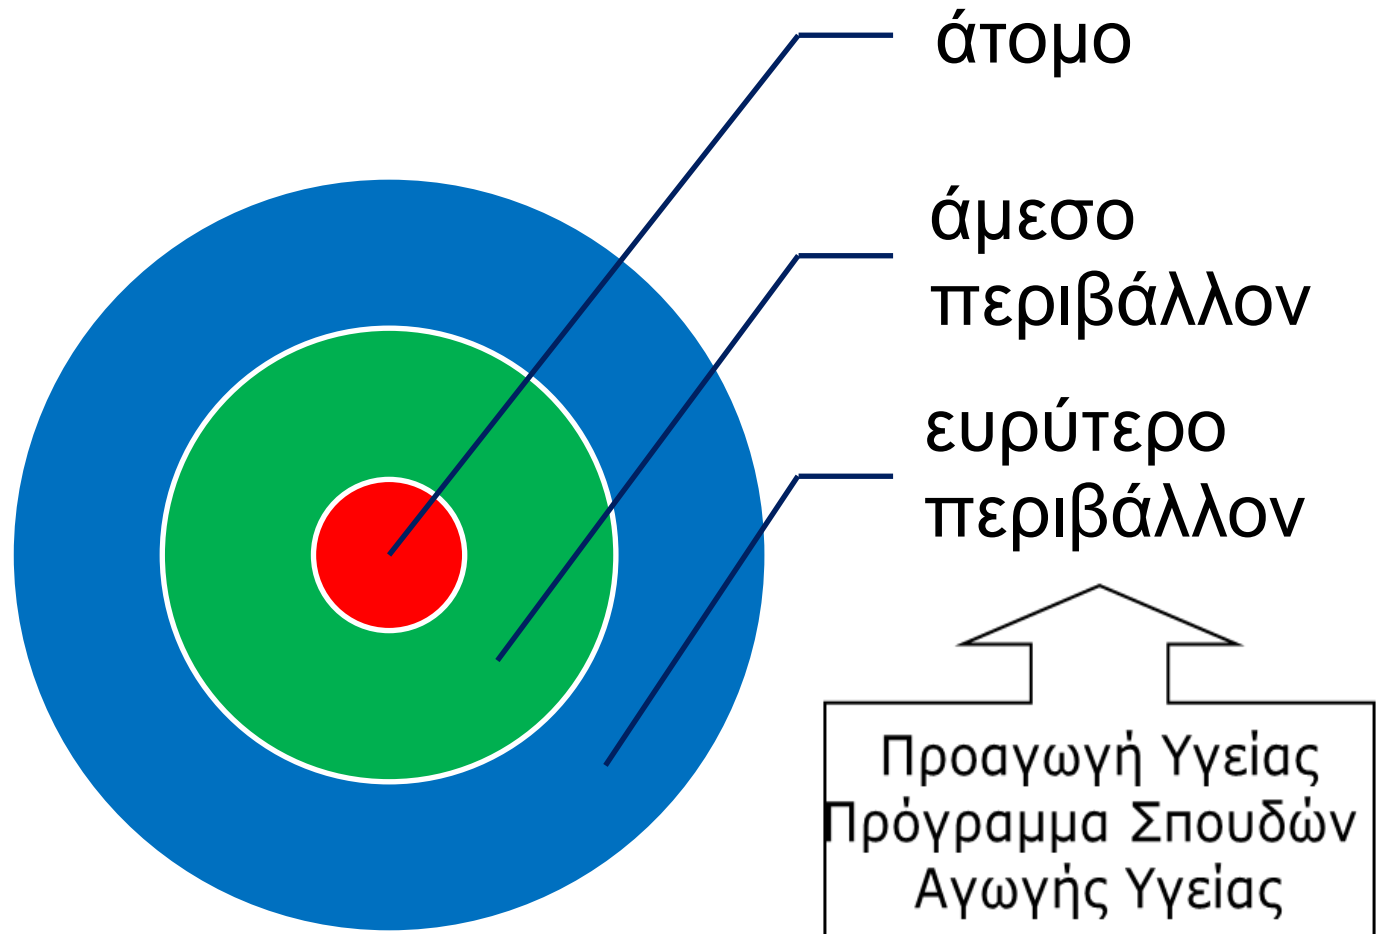 άτομο
άμεσο
περιβάλλον
ευρύτερο
περιβάλλον
Προαγωγή Υγείας
Πρόγραμμα Σπουδών
Αγωγής Υγείας